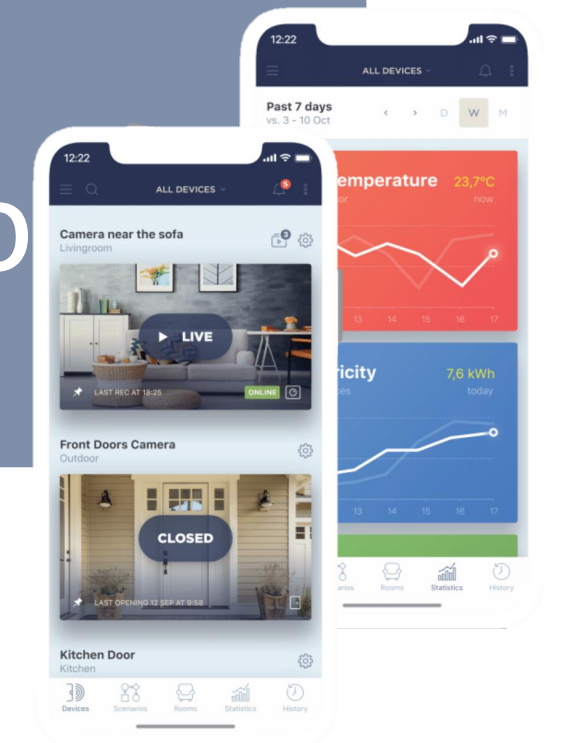 12:22
ALL DEVICES
5
Camera near the sofa
Livingroom
3
LIVE
LAST REC AT 18:25
ONLINE
Front Doors Camera
Outdoor
CLOSED
LAST OPENING 12 SEP AT 9:58
Kitchen Door
Kitchen
Devices
Scenarios
Rooms
Statistics
History
12:22
ALL DEVICES
Past 7 days
vs. 3 - 10 Oct
D
W
M
emperature
23,7°C
or
now
13 14 15 16 17
ricity
7,6 kWh
ces
today
13 14 15 16 17
arios
Rooms
Statistics
History